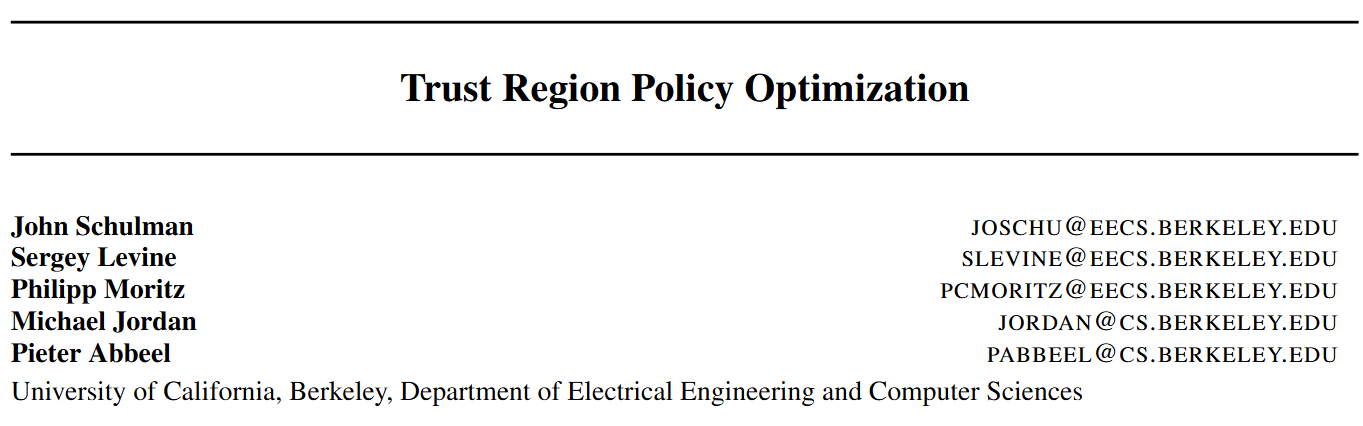 Trust Region Policy Optimization
John Schulman JOSCHU@EECS.BERKELEY.EDU
Sergey Levine SLEVINE@EECS.BERKELEY.EDU
Philipp Moritz PCMORITZ@EECS.BERKELEY.EDU
Michael Jordan JORDAN@CS.BERKELEY.EDU
Pieter Abbeel PABBEEL@CS.BERKELEY.EDU
University of California, Berkeley, Department of Electrical Engineering and Computer Sciences